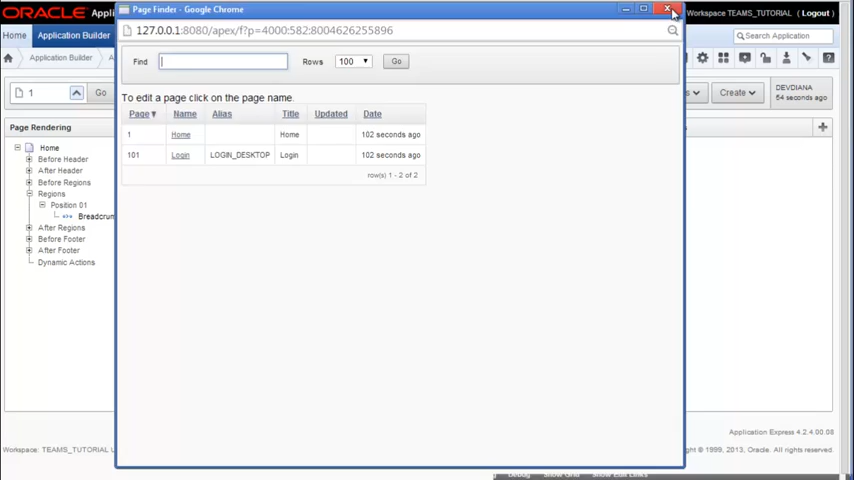 Page Finder - Google Chrome
ORACLE
Workspace TEAMS_TUTORIAL ( Logout )
127.0.0.1:8080/apex/f?p=4000:582:8004626255896
Home
Application Builder
Search Application
Application Builder
Find
Rows
100
Go
1
Go
Create
DEVDIANA
54 seconds ago
To edit a page click on the page name.
Page Name Alias Title Updated Date
1 Home Home 102 seconds ago
101 Login LOGIN_DESKTOP Login 102 seconds ago
row(s) 1 - 2 of 2
Page Rendering
Home
Before Header
After Header
Before Regions
Regions
Position 01
Breadcrum
After Regions
Before Footer
After Footer
Dynamic Actions
Application Express 4.2.4.00.08
Workspace: TEAMS_TUTORIAL U
ght © 1999, 2013, Oracle. All rights reserved.